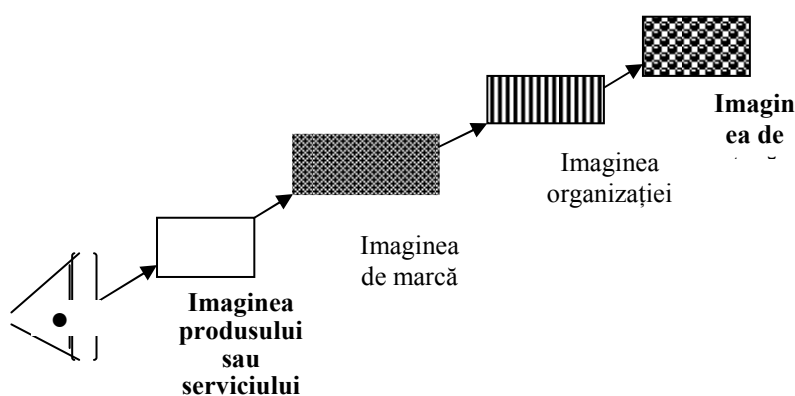 Imagin
ea de
Imaginea
organizației
Imaginea
de marcă
Imaginea
produsului
sau
serviciului